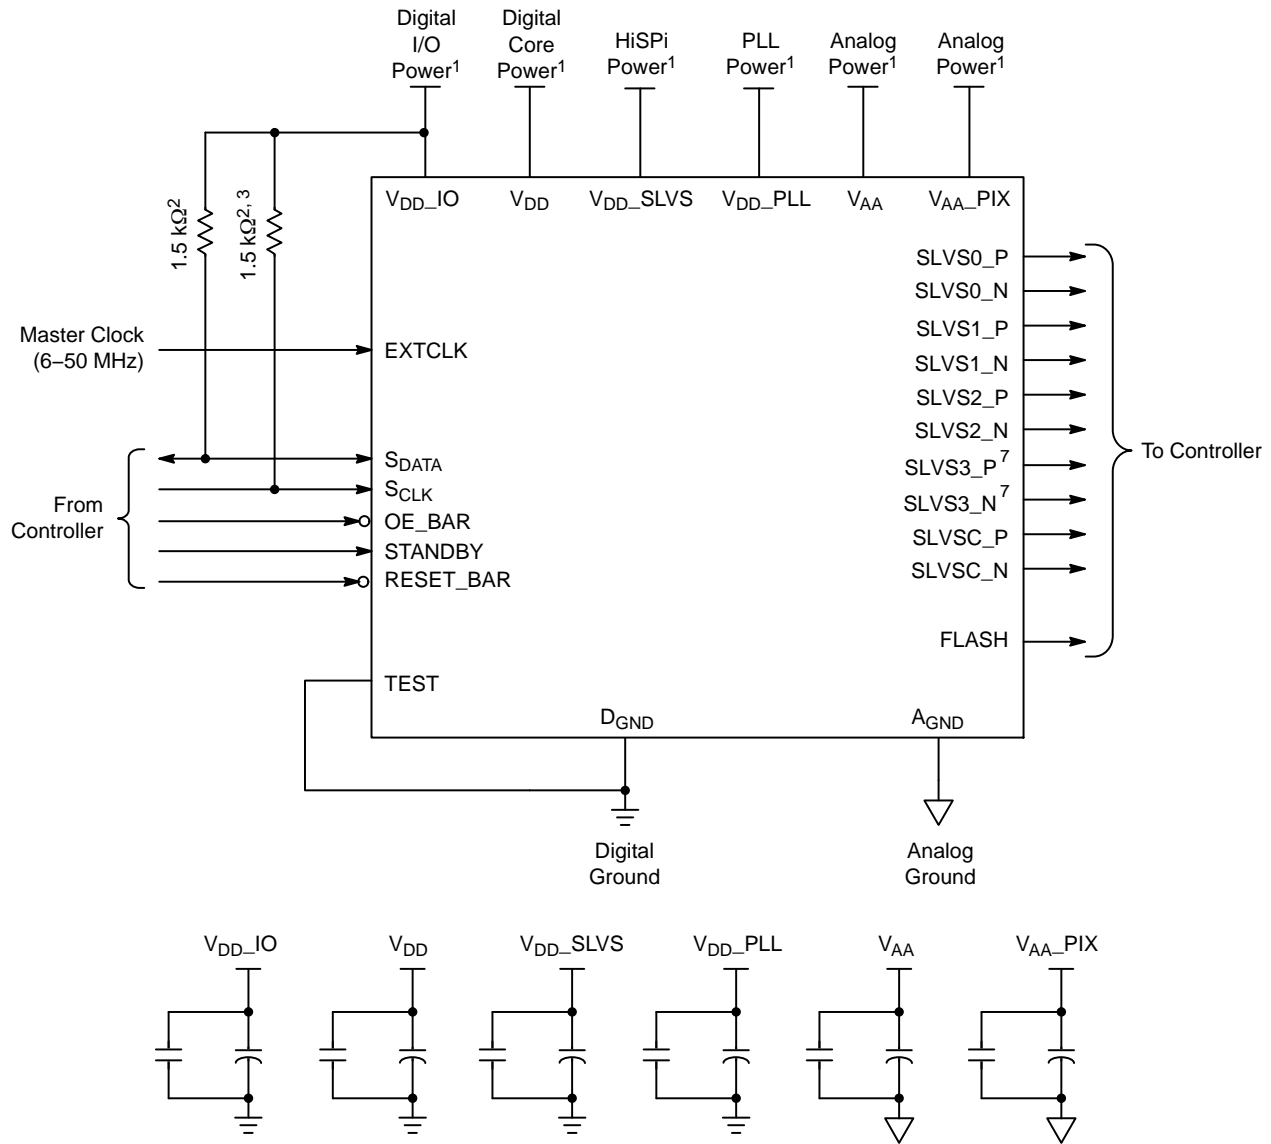 Digital
I/O
Power1
Digital
Core
Power1
HiSPi
Power1
PLL
Power1
Analog
Power1
Analog
Power1
VDD_IO
VDD
VDD_SLVS
VDD_PLL
VAA
VAA_PIX
1.5 kΩ2
1.5 kΩ2, 3
Master Clock
(6–50 MHz)
EXTCLK
From
Controller
SDATA
SCLK
OE_BAR
STANDBY
RESET_BAR
TEST
SLVS0_P
SLVS0_N
SLVS1_P
SLVS1_N
SLVS2_P
SLVS2_N
SLVS3_P7
SLVS3_N7
SLVSC_P
SLVSC_N
FLASH
To Controller
DGND
AGND
Digital
Ground
Analog
Ground
VDD_IO
VDD
VDD_SLVS
VDD_PLL
VAA
VAA_PIX